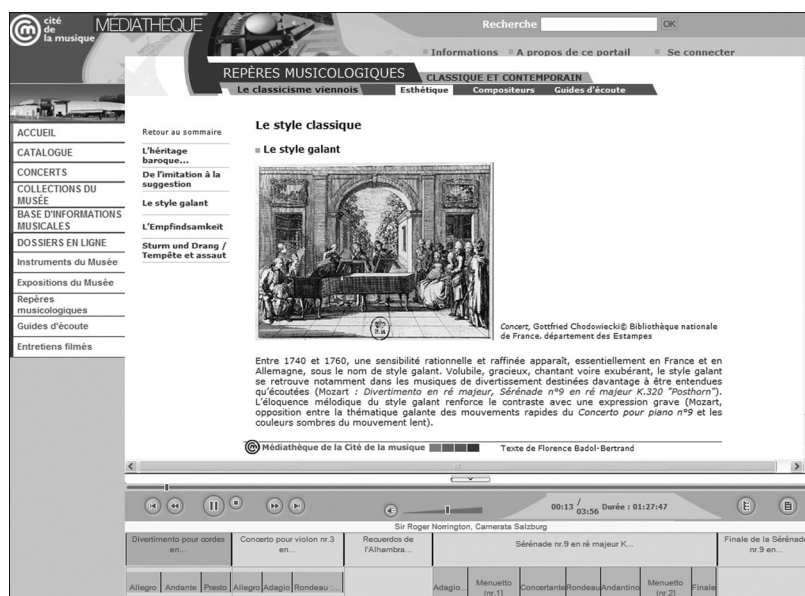 cité
de
la musique
MÉDIATHÈQUE
Recherche
OK
Informations
A propos de ce portail
Se connecter
REPÈRES MUSICOLOGIQUES
CLASSIQUE ET CONTEMPORAIN
Le classicisme viennois
Esthétique
Compositeurs
Guides d'écoute
ACCUEIL
CATALOGUE
CONCERTS
COLLECTIONS DU
MUSÉE
BASE D'INFORMATIONS
MUSICALES
DOSSIERS EN LIGNE
Instruments du Musée
Expositions du Musée
Repères
musicologiques
Guides d'écoute
Entretiens filmés
Retour au sommaire
L'héritage
baroque...
De l'imitation à la
suggestion
Le style galant
L'Empfindsamkeit
Sturm und Drang /
Tempête et assaut
Le style classique
Le style galant
Concert, Gottfried Chodowiecki© Bibliothèque nationale
de France, département des Estampes
Entre 1740 et 1760, une sensibilité rationnelle et raffinée apparaît, essentiellement en France et en
Allemagne, sous le nom de style galant. Volubile, gracieux, chantant voire exubérant, le style galant
se retrouve notamment dans les musiques de divertissement destinées davantage à être entendues
qu'écoutées (Mozart : Divertimento en ré majeur, Sérénade n°9 en ré majeur K.320 "Posthorn").
L'éloquence mélodique du style galant renforce le contraste avec une expression grave (Mozart,
opposition entre la thématique galante des mouvements rapides du Concerto pour piano n°9 et les
couleurs sombres du mouvement lent).
Médiathèque de la Cité de la musique
Texte de Florence Badol-Bertrand
00:13 / 03:56 Durée : 01:27:47
Sir Roger Norrington, Camerata Salzburg
Divertimento pour cordes
en...
Concerto pour violon nr.3
en...
Recuerdos de
l'Alhambra...
Sérénade nr.9 en ré majeur K...
Finale de la Sérénade
nr.9 en...
Allegro
Andante
Presto
Allegro
Adagio
Rondeau :...
Adagio...
Menuetto
(nr.1)
Concertante
Rondeau
Andantino
Menuetto
(nr.2)
Finale